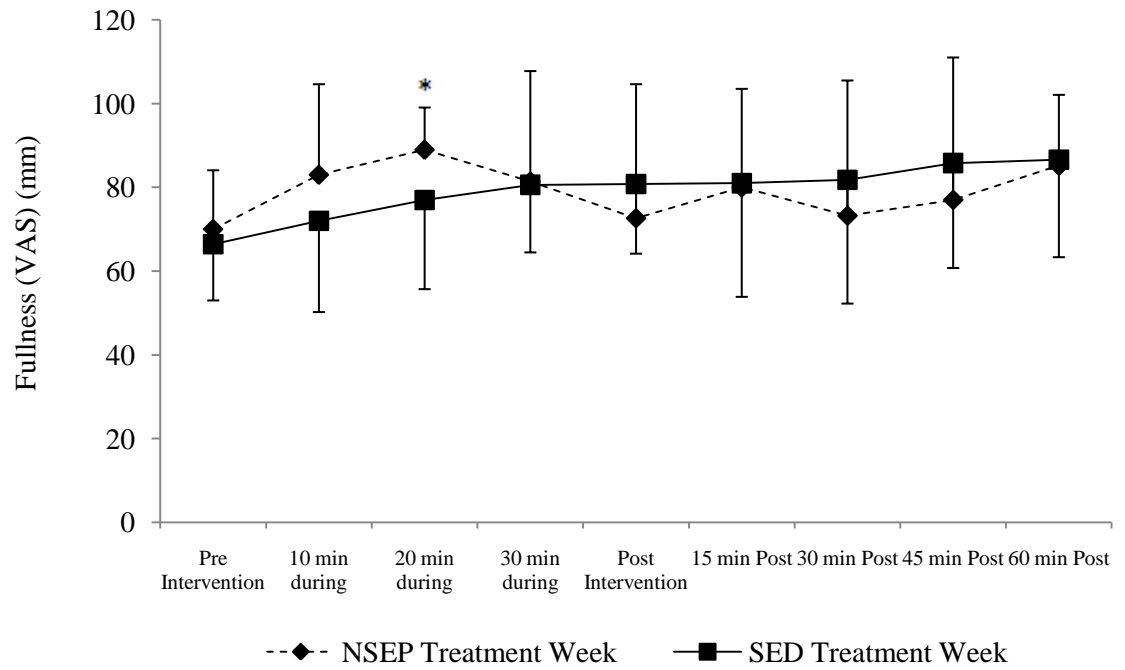 120
100
80
60
40
20
0
Fullness (VAS) (mm)
*
Pre Intervention
10 min during
20 min during
30 min during
Post Intervention
15 min Post
30 min Post
45 min Post
60 min Post
NSEP Treatment Week
SED Treatment Week